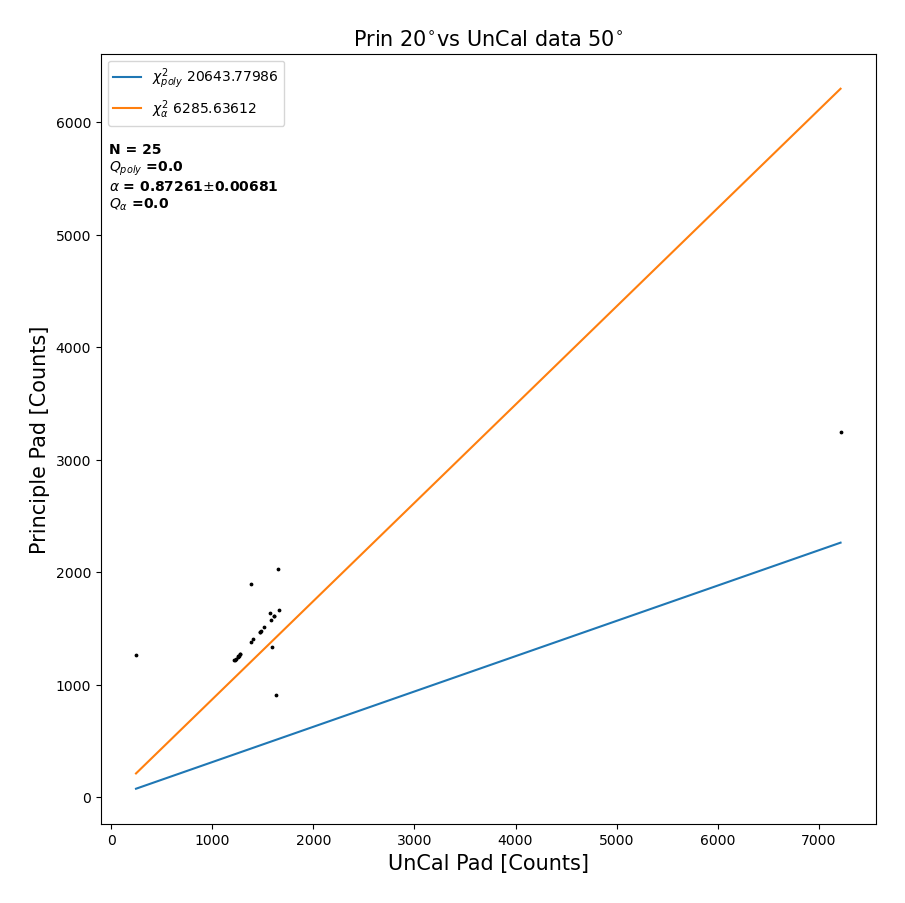 Prin 20°vs UnCal data 50°
χ²poly 20643.77986
χ²α 6285.63612
N = 25
Qpoly =0.0
α = 0.87261±0.00681
Qα =0.0
6000
5000
4000
3000
2000
1000
0
Principle Pad [Counts]
0 1000 2000 3000 4000 5000 6000 7000
UnCal Pad [Counts]